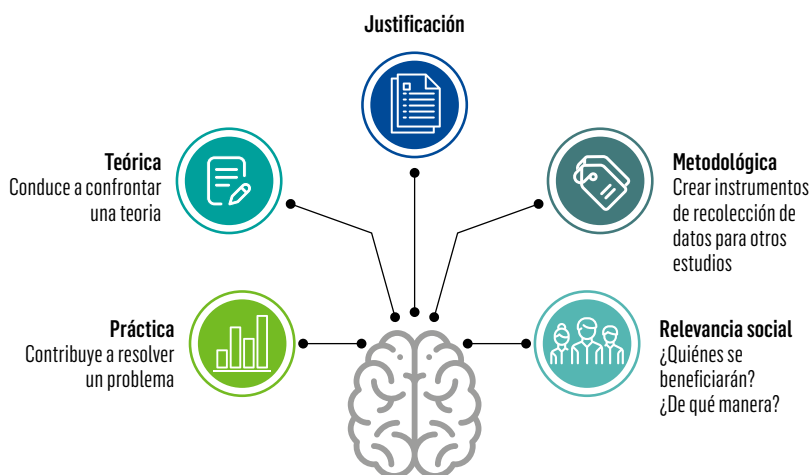 Justificación
Teórica
Conduce a confrontar
una teoria
Metodológica
Crear instrumentos
de recolección de
datos para otros
estudios
Práctica
Contribuye a resolver
un problema
Relevancia social
¿Quiénes se
beneficiarán?
¿De qué manera?